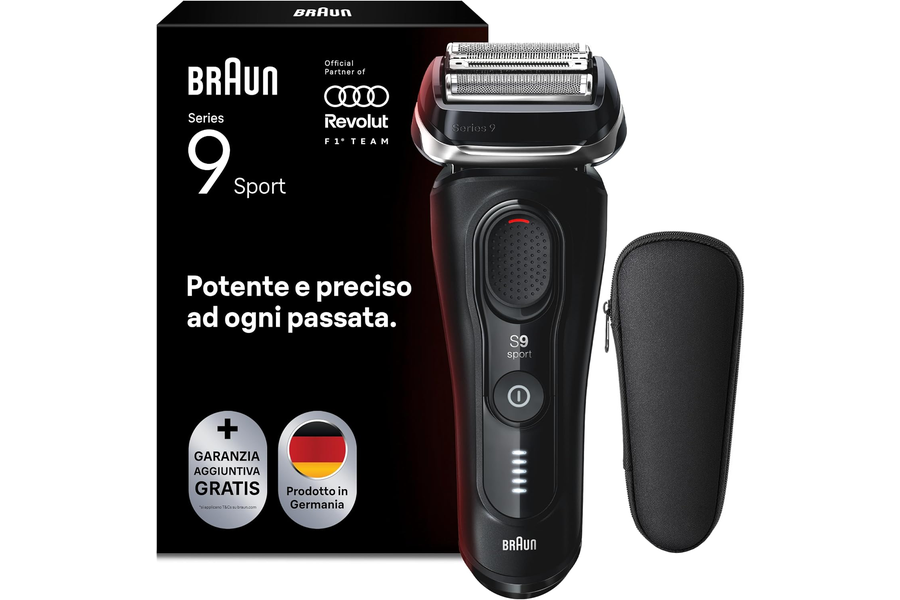 BRAUN
BRAUN
Series
9 Sport
Official
Partner of
Revolut
F1® TEAM
Potente e preciso
ad ogni passata.
+
GARANZIA
AGGIUNTIVA
GRATIS
Prodotto in
Germania
Series 9
S9
sport
BRAUN